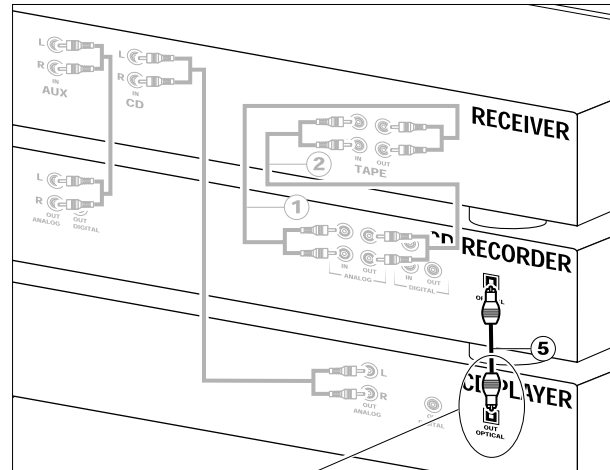 L
R
IN
AUX
L
R
IN
CD
RECEIVER
IN
OUT
TAPE
2
1
L
R
OUT
ANALOG
OUT
DIGITAL
RECORDER
IN
OUT
ANALOG
IN
OUT
DIGITAL
5
CD PLAYER
L
R
OUT
ANALOG
OUT
OPTICAL